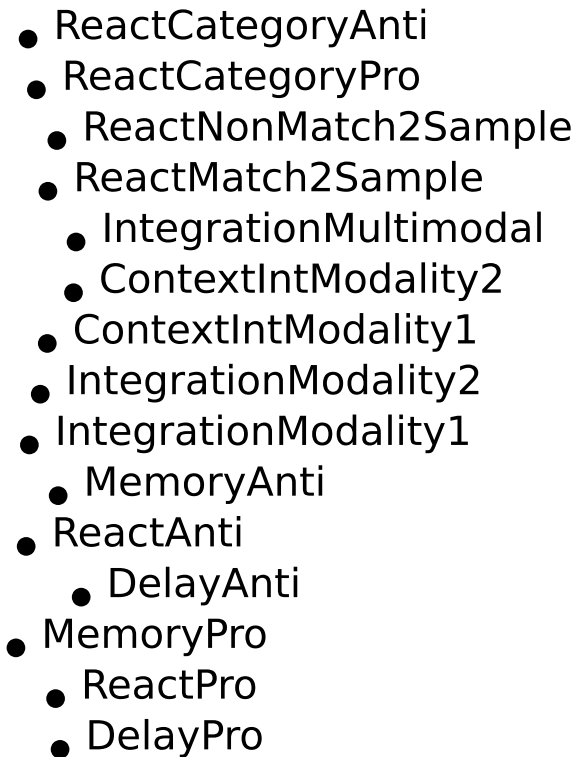 ReactCategoryAnti
ReactCategoryPro
ReactNonMatch2Sample
ReactMatch2Sample
IntegrationMultimodal
ContextIntModality2
ContextIntModality1
IntegrationModality2
IntegrationModality1
MemoryAnti
ReactAnti
DelayAnti
MemoryPro
ReactPro
DelayPro